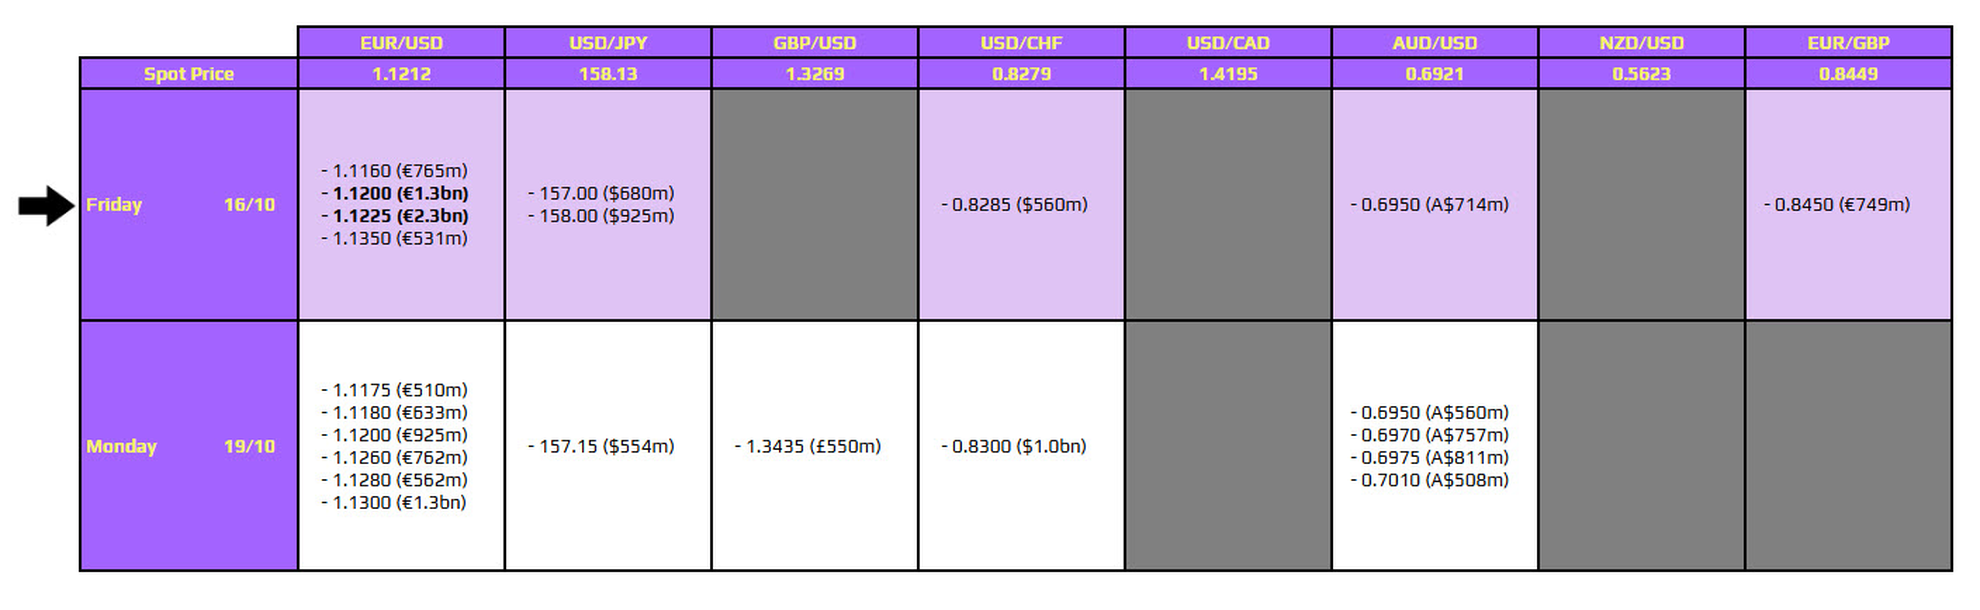 EUR/USD USD/JPY GBP/USD USD/CHF USD/CAD AUD/USD NZD/USD EUR/GBP
Spot Price 1.1212 158.13 1.3269 0.8279 1.4195 0.6921 0.5623 0.8449
Friday 16/10
- 1.1160 (€765m)
- 1.1200 (€1.3bn)
- 1.1225 (€2.3bn)
- 1.1350 (€531m)
- 157.00 ($680m)
- 158.00 ($925m)
- 0.8285 ($560m)
- 0.6950 (A$714m)
- 0.8450 (€749m)
Monday 19/10
- 1.1175 (€510m)
- 1.1180 (€633m)
- 1.1200 (€925m)
- 1.1260 (€762m)
- 1.1280 (€562m)
- 1.1300 (€1.3bn)
- 157.15 ($554m)
- 1.3435 (£550m)
- 0.8300 ($1.0bn)
- 0.6950 (A$560m)
- 0.6970 (A$757m)
- 0.6975 (A$811m)
- 0.7010 (A$508m)